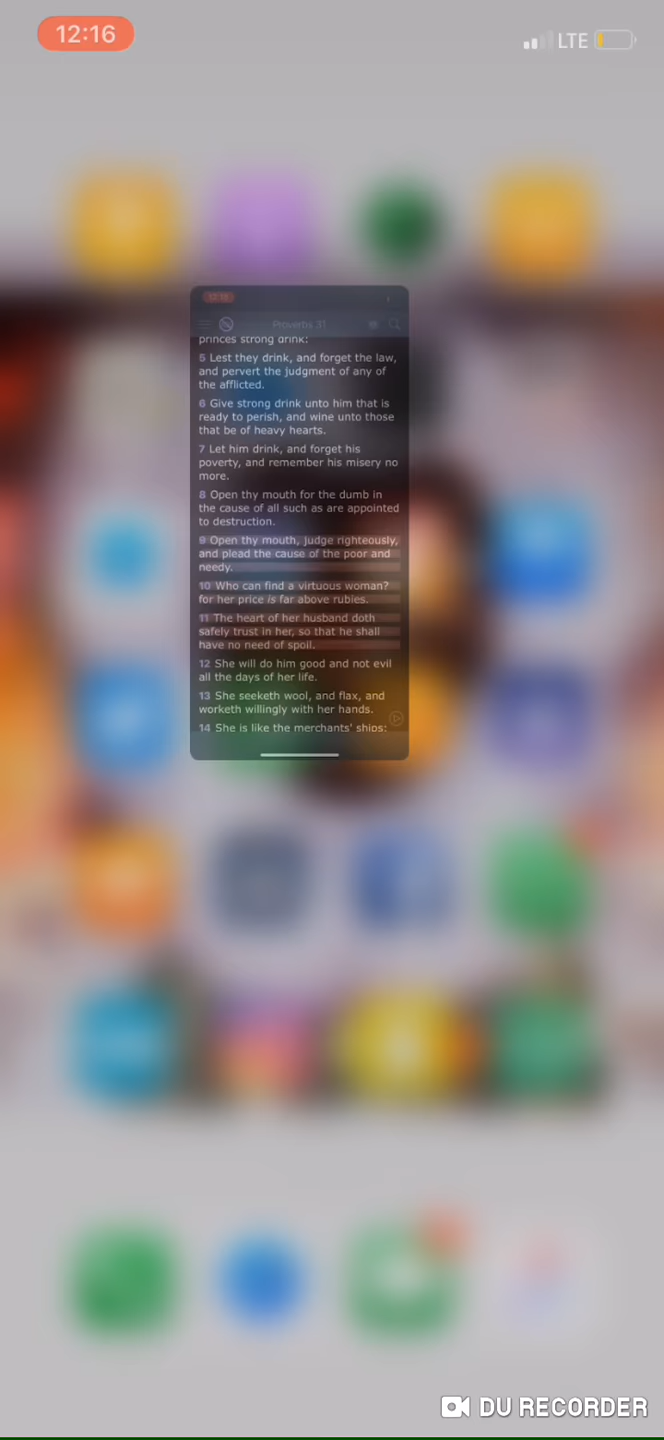 12:16
LTE
12:16
Proverbs 31
princes strong drink:
5 Lest they drink, and forget the law,
and pervert the judgment of any of
the afflicted.
6 Give strong drink unto him that is
ready to perish, and wine unto those
that be of heavy hearts.
7 Let him drink, and forget his
poverty, and remember his misery no
more.
8 Open thy mouth for the dumb in
the cause of all such as are appointed
to destruction.
9 Open thy mouth, judge righteously,
and plead the cause of the poor and
needy.
10 Who can find a virtuous woman?
for her price is far above rubies.
11 The heart of her husband doth
safely trust in her, so that he shall
have no need of spoil.
12 She will do him good and not evil
all the days of her life.
13 She seeketh wool, and flax, and
worketh willingly with her hands.
14 She is like the merchants' ships;
DU RECORDER